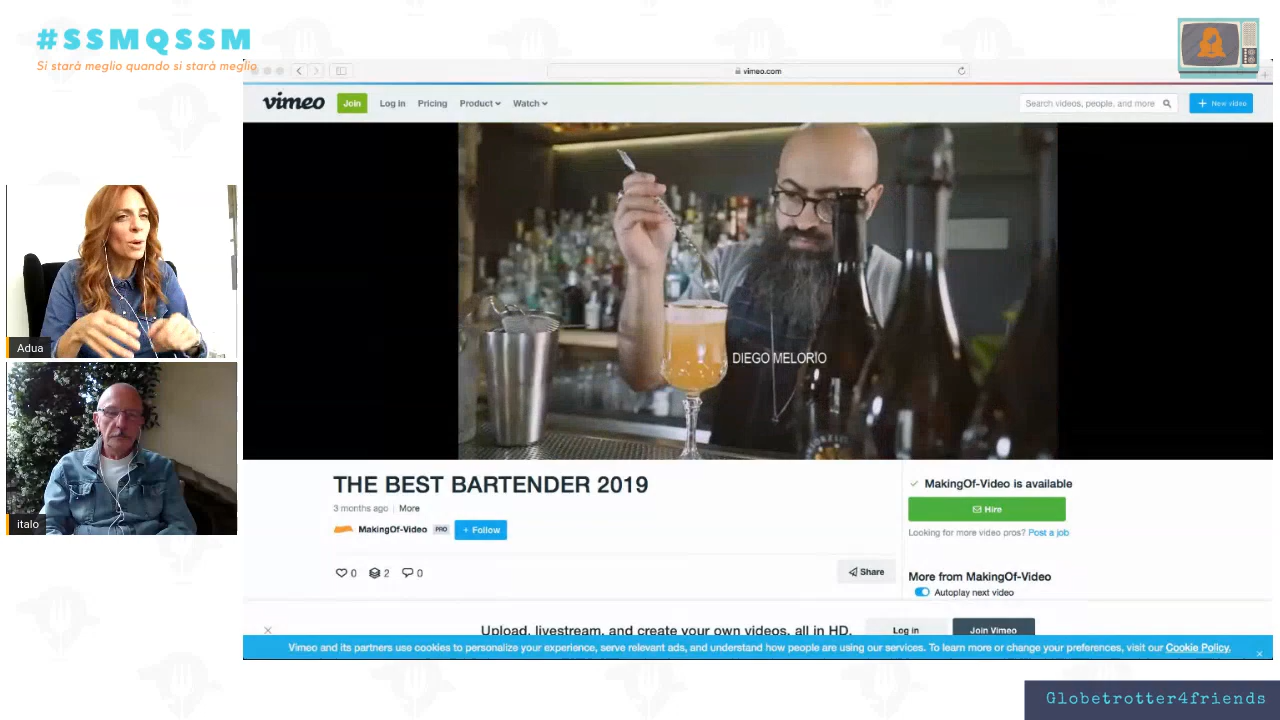 #SSMQSSM
Si starà meglio quando si starà meglio
vimeo.com
vimeo Join Log in Pricing Product Watch Search videos, people, and more + New video
Adua
italo
DIEGO MELORIO
THE BEST BARTENDER 2019
3 months ago More
MakingOf-Video PRO + Follow
0 2 0
Share
MakingOf-Video is available
Hire
Looking for more video pros? Post a job
More from MakingOf-Video
Autoplay next video
Upload, livestream, and create your own videos, all in HD. Log in Join Vimeo
Vimeo and its partners use cookies to personalize your experience, serve relevant ads, and understand how people are using our services. To learn more or change your preferences, visit our Cookie Policy.
Globetrotter4friends